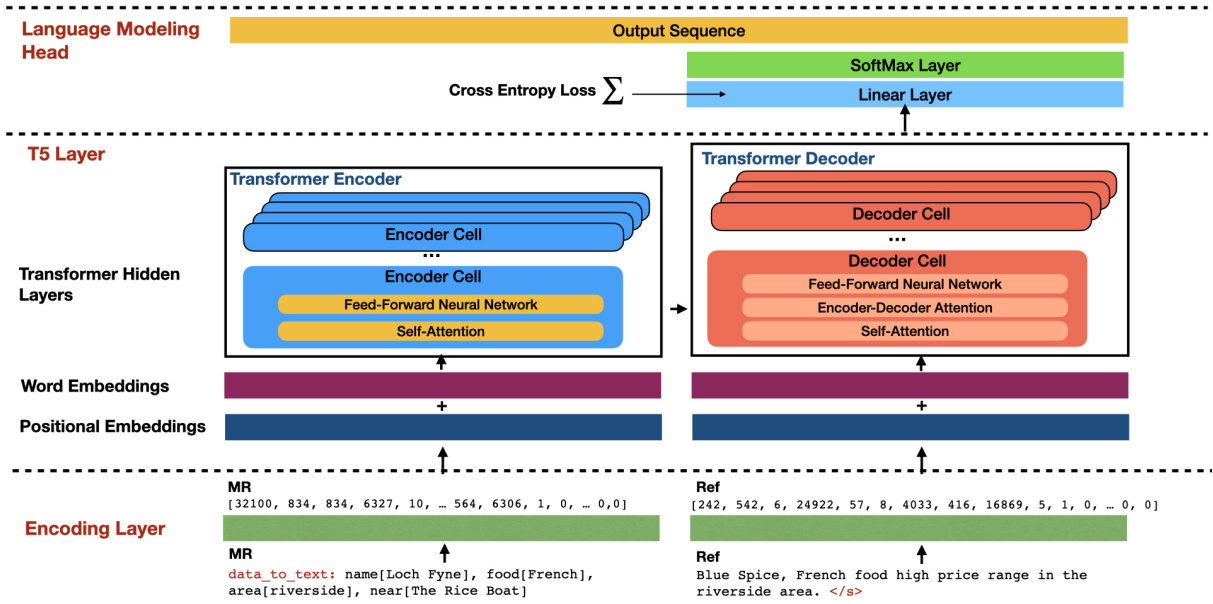 Language Modeling
Head
Output Sequence
SoftMax Layer
Cross Entropy Loss ∑
Linear Layer
T5 Layer
Transformer Encoder
Transformer Decoder
Encoder Cell
...
Decoder Cell
...
Transformer Hidden
Layers
Encoder Cell
Feed-Forward Neural Network
Self-Attention
Decoder Cell
Feed-Forward Neural Network
Encoder-Decoder Attention
Self-Attention
Word Embeddings
+
+
Positional Embeddings
MR
[32100, 834, 834, 6327, 10, … 564, 6306, 1, 0, … 0,0]
Ref
[242, 542, 6, 24922, 57, 8, 4033, 416, 16869, 5, 1, 0, … 0, 0]
Encoding Layer
MR
data_to_text: name[Loch Fyne], food[French],
area[riverside], near[The Rice Boat]
Ref
Blue Spice, French food high price range in the
riverside area. </s>